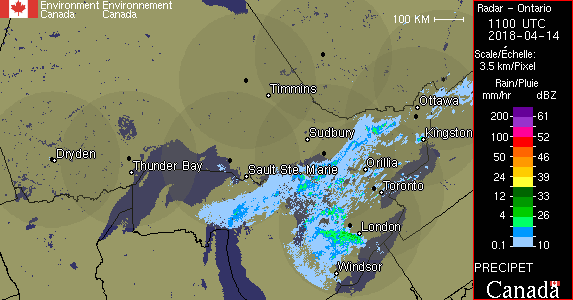 Environment Environnement
Canada Canada
100 KM
Timmins
Ottawa
Sudbury
Kingston
Dryden
Thunder Bay
Sault Ste. Marie
Orillia
Toronto
London
Windsor
Radar - Ontario
1100 UTC
2018-04-14
Scale/Échelle:
3.5 km/Pixel
Rain/Pluie
mm/hr dBZ
200 61
100 52
50 46
24 39
12 33
4 26
0.1 10
PRECIPET
Canada